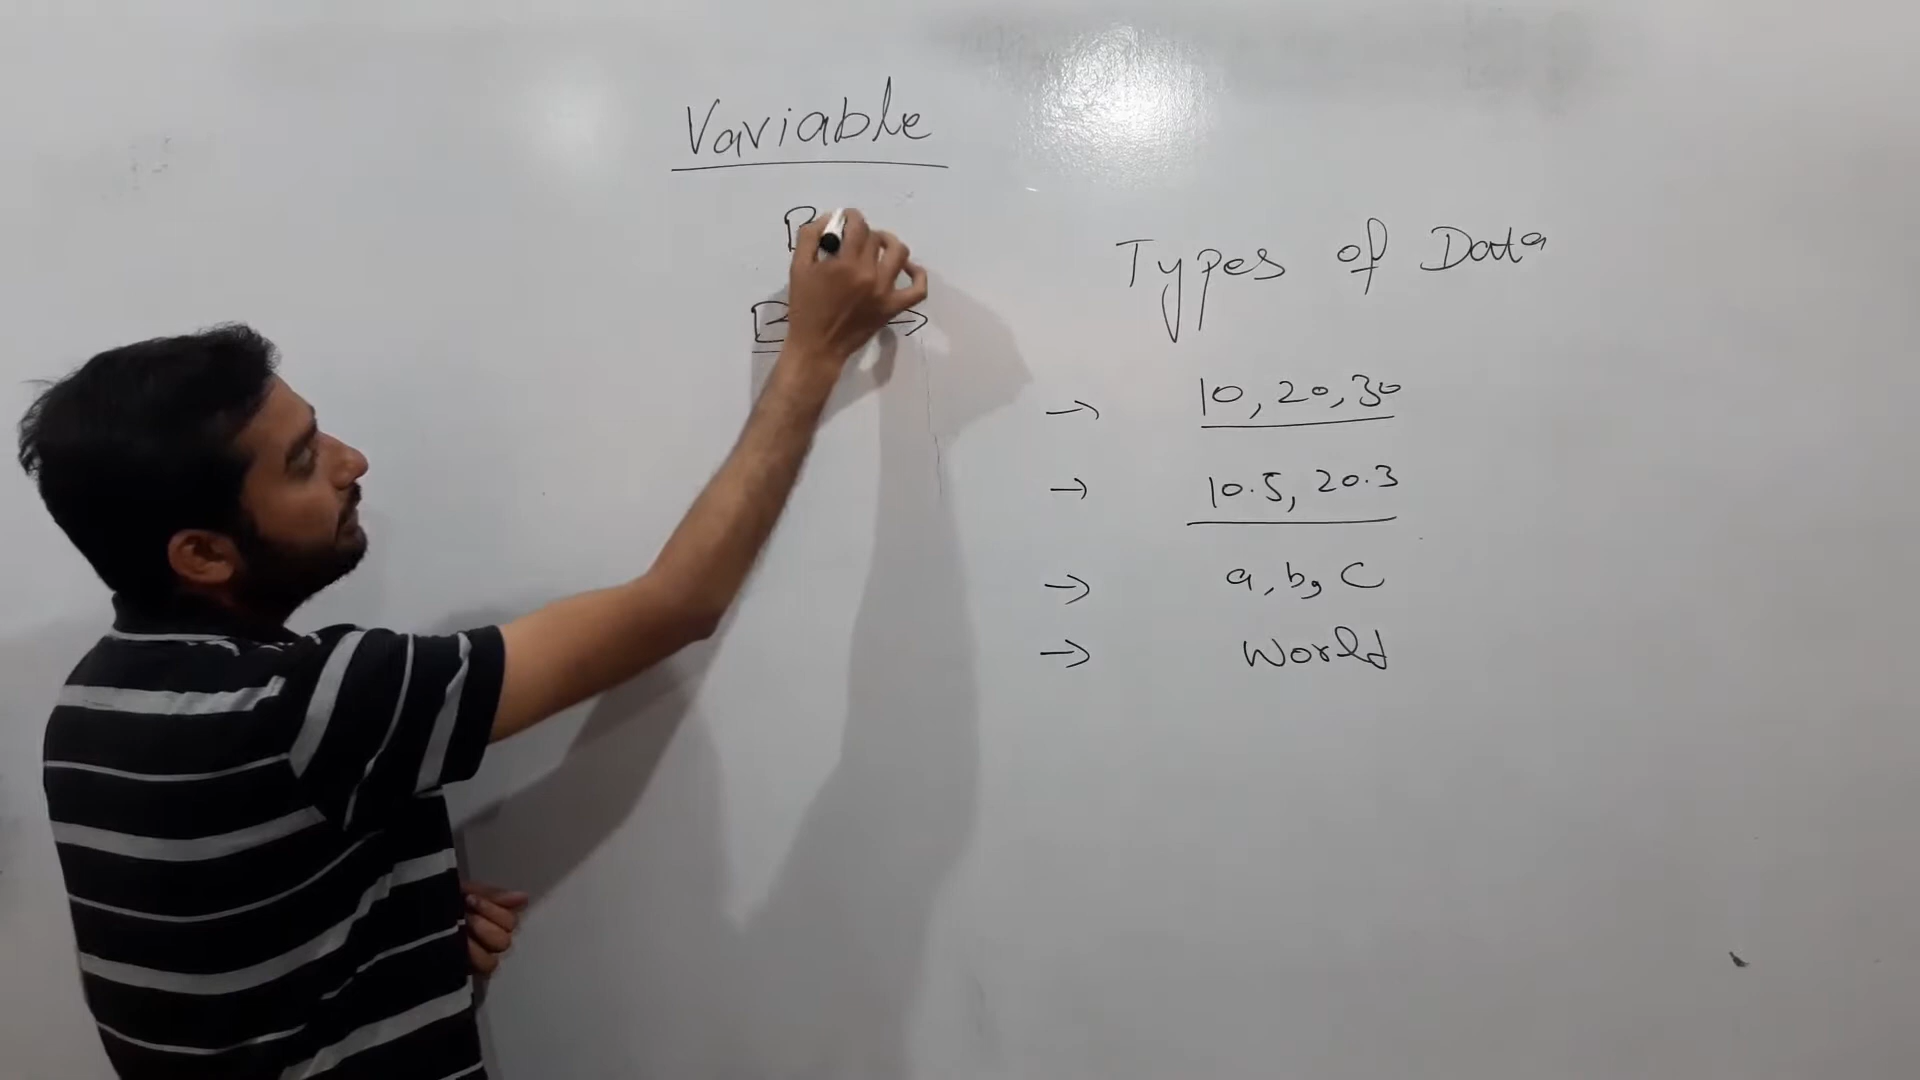 Variable
Types of Data
→ 10, 20, 30
→ 10.5, 20.3
→ a, b, C
→ World